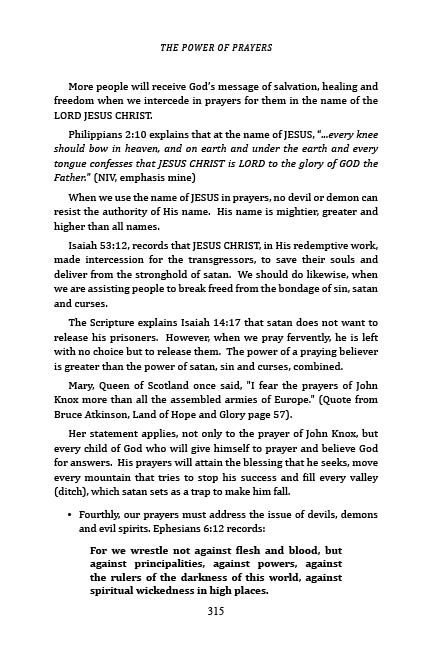 THE POWER OF PRAYERS
More people will receive God's message of salvation, healing and
freedom when we intercede in prayers for them in the name of the
LORD JESUS CHRIST.
Philippians 2:10 explains that at the name of JESUS, "...every knee
should bow in heaven, and on earth and under the earth and every
tongue confesses that JESUS CHRIST is LORD to the glory of GOD the
Father." (NIV, emphasis mine)
When we use the name of JESUS in prayers, no devil or demon can
resist the authority of His name. His name is mightier, greater and
higher than all names.
Isaiah 53:12, records that JESUS CHRIST, in His redemptive work,
made intercession for the transgressors, to save their souls and
deliver from the stronghold of satan. We should do likewise, when
we are assisting people to break freed from the bondage of sin, satan
and curses.
The Scripture explains Isaiah 14:17 that satan does not want to
release his prisoners. However, when we pray fervently, he is left
with no choice but to release them. The power of a praying believer
is greater than the power of satan, sin and curses, combined.
Mary, Queen of Scotland once said, "I fear the prayers of John
Knox more than all the assembled armies of Europe." (Quote from
Bruce Atkinson, Land of Hope and Glory page 57).
Her statement applies, not only to the prayer of John Knox, but
every child of God who will give himself to prayer and believe God
for answers. His prayers will attain the blessing that he seeks, move
every mountain that tries to stop his success and fill every valley
(ditch), which satan sets as a trap to make him fall.
• Fourthly, our prayers must address the issue of devils, demons
and evil spirits. Ephesians 6:12 records:
For we wrestle not against flesh and blood, but
against principalities, against powers, against
the rulers of the darkness of this world, against
spiritual wickedness in high places.
315